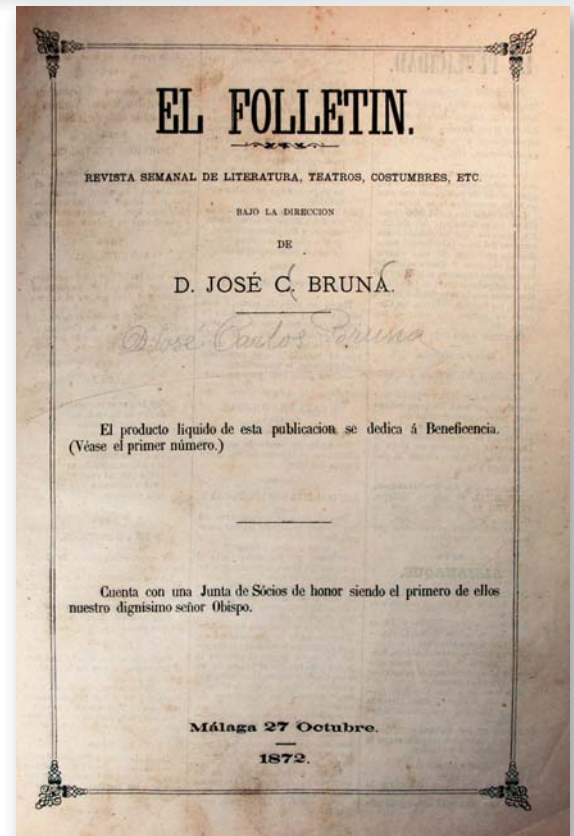 EL FOLLETIN.
REVISTA SEMANAL DE LITERATURA, TEATROS, COSTUMBRES, ETC.
BAJO LA DIRECCION
DE
D. JOSÉ C. BRUNA.
José Carlos Bruna
El producto liquido de esta publicacion se dedica á Beneficencia.
(Véase el primer número.)
Cuenta con una Junta de Sócios de honor siendo el primero de ellos
nuestro dignísimo señor Obispo.
Málaga 27 Octubre.
1872.